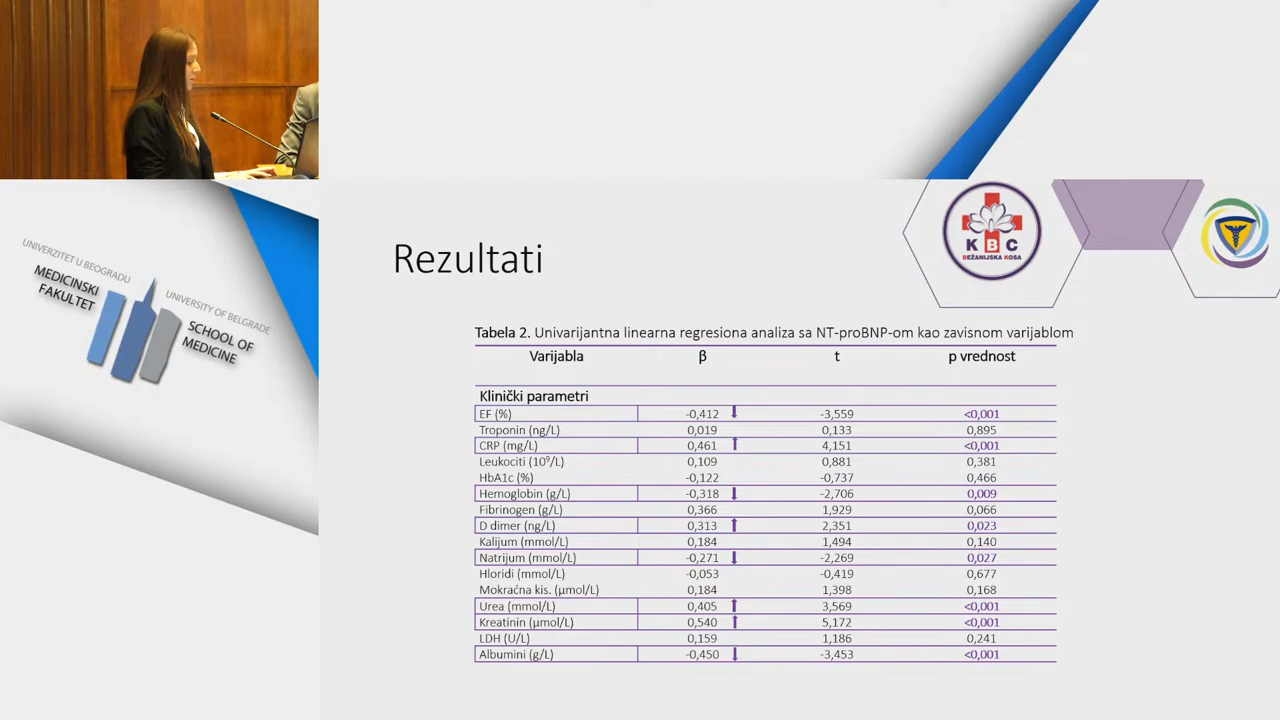 UNIVERZITET U BEOGRADU
MEDICINSKI
FAKULTET
UNIVERSITY OF BELGRADE
SCHOOL OF
MEDICINE
K B C
BEŽANIJSKA KOSA
Rezultati
Tabela 2. Univarijantna linearna regresiona analiza sa NT-proBNP-om kao zavisnom varijablom
Varijabla β t p vrednost
Klinički parametri
EF (%) -0,412 -3,559 <0,001
Troponin (ng/L) 0,019 0,133 0,895
CRP (mg/L) 0,461 4,151 <0,001
Leukociti (10⁹/L) 0,109 0,881 0,381
HbA1c (%) -0,122 -0,737 0,466
Hemoglobin (g/L) -0,318 -2,706 0,009
Fibrinogen (g/L) 0,366 1,929 0,066
D dimer (ng/L) 0,313 2,351 0,023
Kalijum (mmol/L) 0,184 1,494 0,140
Natrijum (mmol/L) -0,271 -2,269 0,027
Hloridi (mmol/L) -0,053 -0,419 0,677
Mokraćna kis. (µmol/L) 0,184 1,398 0,168
Urea (mmol/L) 0,405 3,569 <0,001
Kreatinin (µmol/L) 0,540 5,172 <0,001
LDH (U/L) 0,159 1,186 0,241
Albumini (g/L) -0,450 -3,453 <0,001